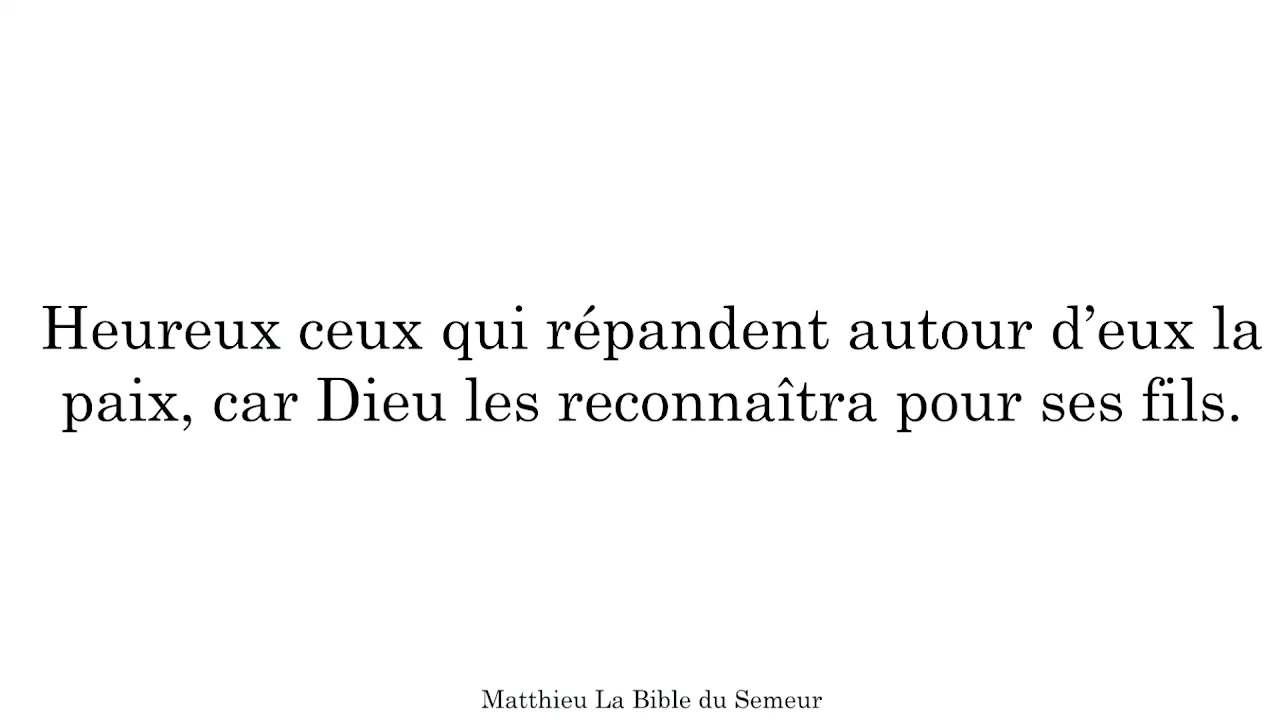 Heureux ceux qui répandent autour d’eux la
paix, car Dieu les reconnaîtra pour ses fils.
Matthieu La Bible du Semeur